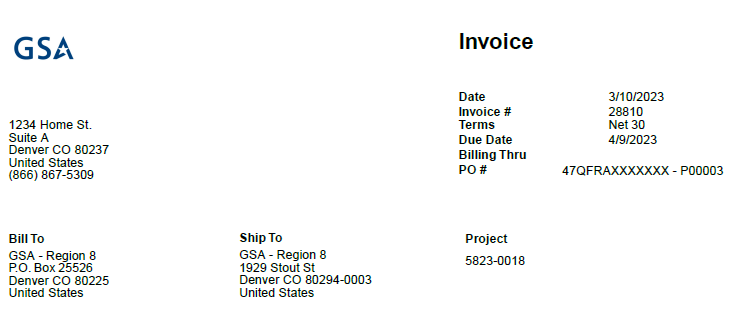 GSA
Invoice
Date 3/10/2023
Invoice # 28810
Terms Net 30
Due Date 4/9/2023
Billing Thru
PO # 47QFRAXXXXXXX - P00003
1234 Home St.
Suite A
Denver CO 80237
United States
(866) 867-5309
Bill To
GSA - Region 8
P.O. Box 25526
Denver CO 80225
United States
Ship To
GSA - Region 8
1929 Stout St
Denver CO 80294-0003
United States
Project
5823-0018